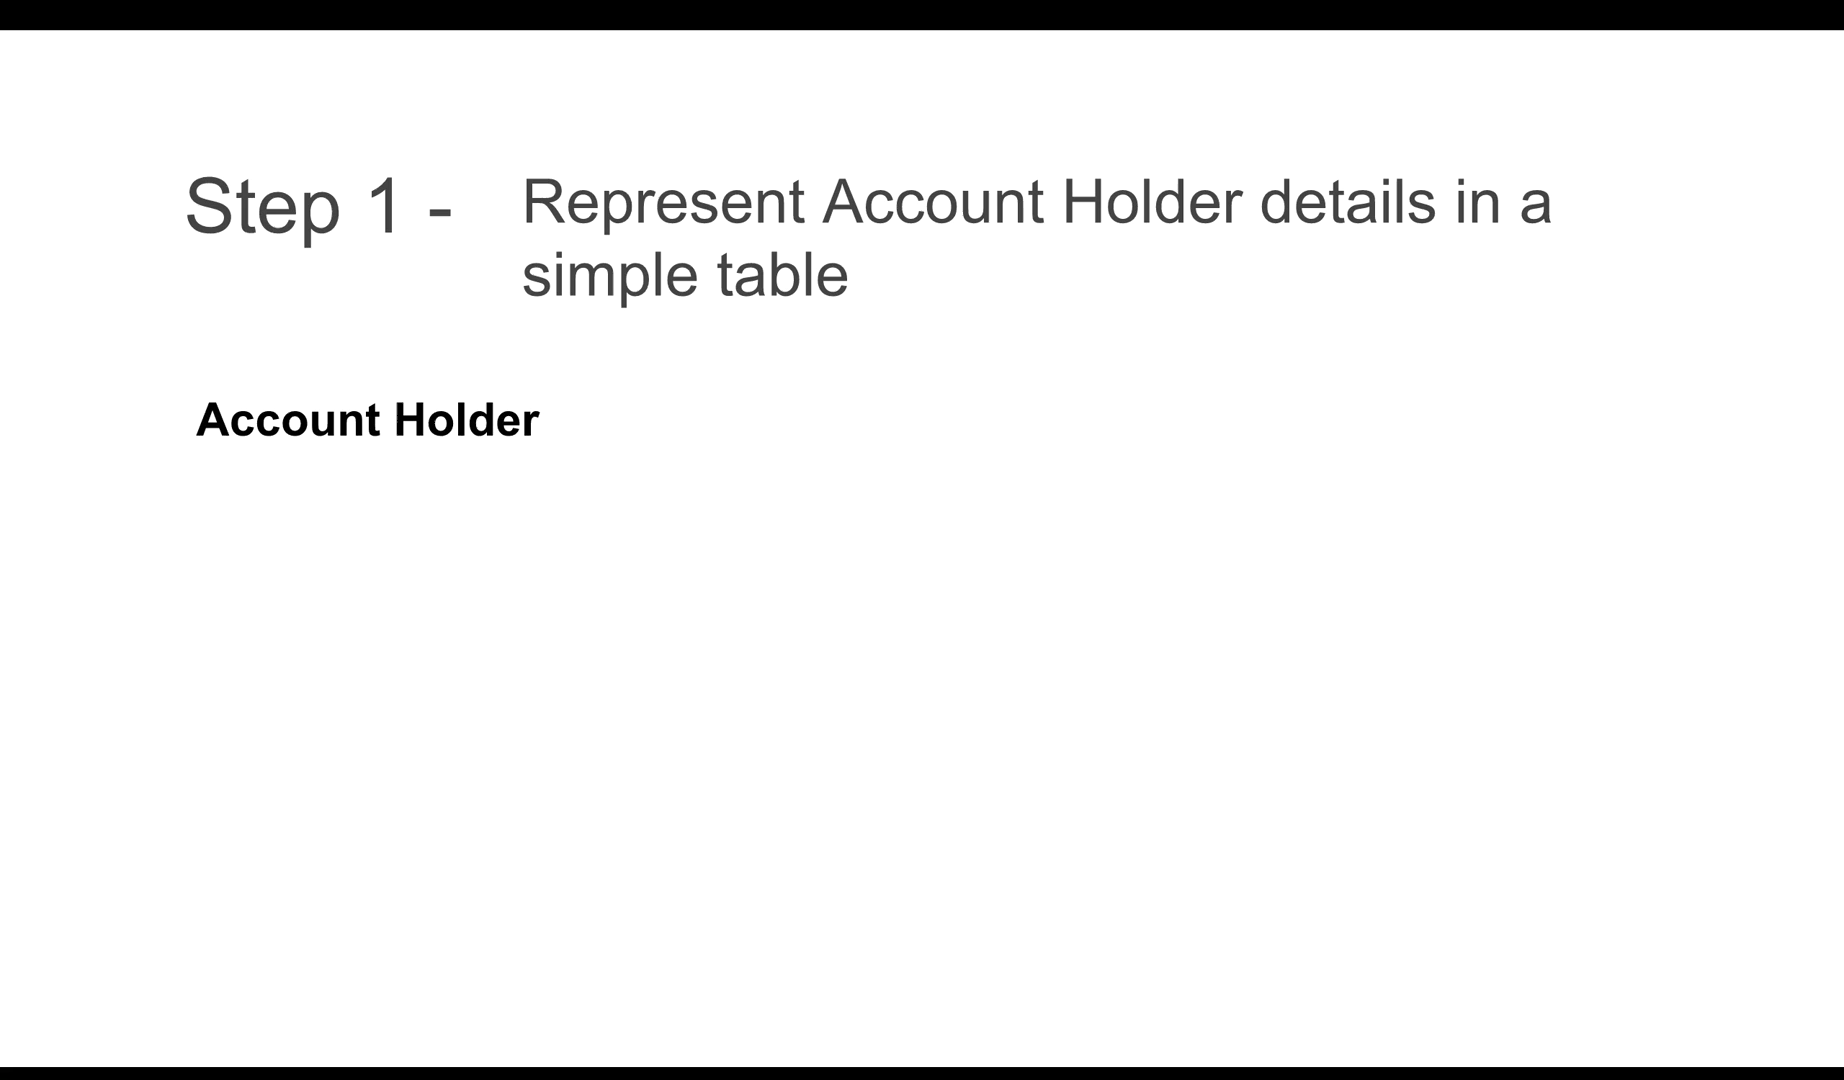 Step 1 - Represent Account Holder details in a
simple table
Account Holder